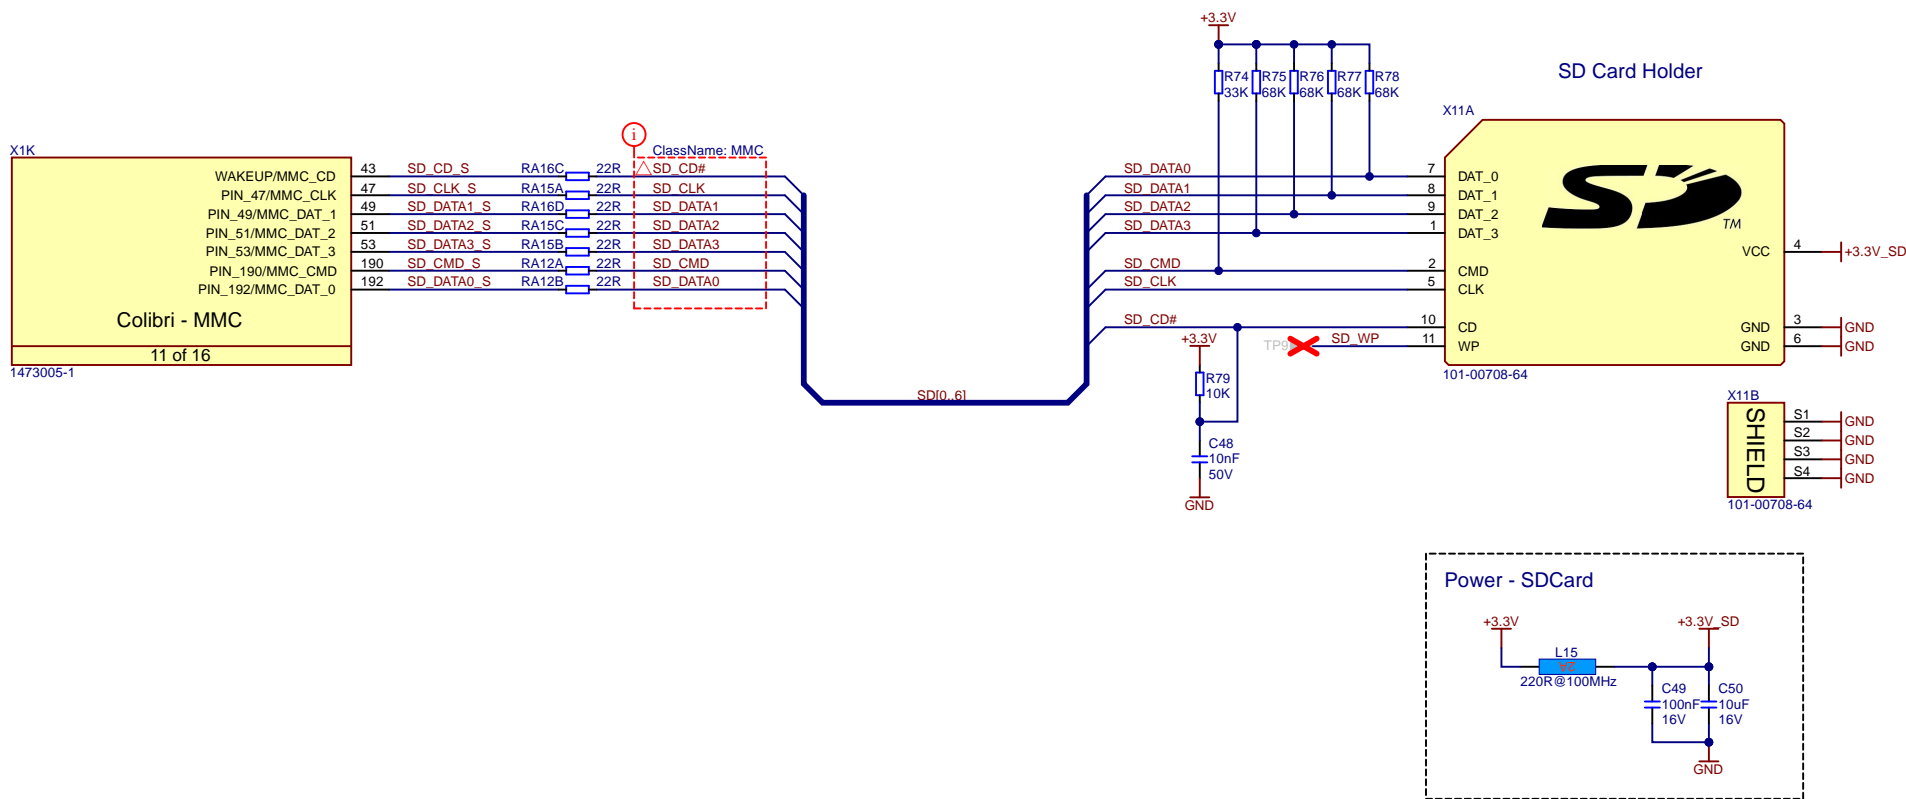 +3.3V
SD Card Holder
R74 R75 R76 R77 R78
33K 68K 68K 68K 68K
X11A
X1K
ClassName: MMC
WAKEUP/MMC_CD 43 SD_CD_S RA16C 22R SD_CD#
PIN_47/MMC_CLK 47 SD_CLK_S RA15A 22R SD_CLK
PIN_49/MMC_DAT_1 49 SD_DATA1_S RA16D 22R SD_DATA1
PIN_51/MMC_DAT_2 51 SD_DATA2_S RA15C 22R SD_DATA2
PIN_53/MMC_DAT_3 53 SD_DATA3_S RA15B 22R SD_DATA3
PIN_190/MMC_CMD 190 SD_CMD_S RA12A 22R SD_CMD
PIN_192/MMC_DAT_0 192 SD_DATA0_S RA12B 22R SD_DATA0
Colibri - MMC
11 of 16
1473005-1
i
SD[0..6]
SD_DATA0 7 DAT_0
SD_DATA1 8 DAT_1
SD_DATA2 9 DAT_2
SD_DATA3 1 DAT_3
SD_CMD 2 CMD
SD_CLK 5 CLK
SD_CD# 10 CD
SD_WP 11 WP
SD
TM
VCC 4 +3.3V_SD
GND 3 GND
GND 6 GND
101-00708-64
+3.3V
R79
10K
C48
10nF
50V
GND
X11B
SHIELD
S1 GND
S2 GND
S3 GND
S4 GND
101-00708-64
Power - SDCard
+3.3V
+3.3V_SD
L15
220R@100MHz
C49
100nF
16V
C50
10uF
16V
GND